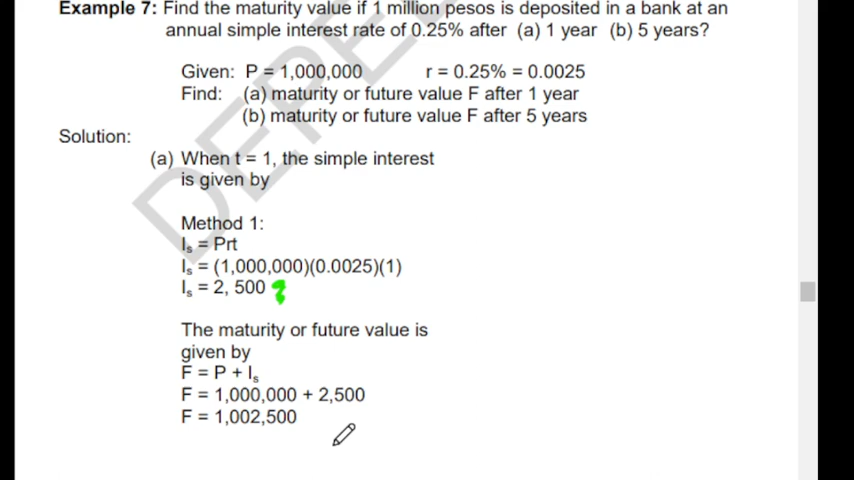 Example 7: Find the maturity value if 1 million pesos is deposited in a bank at an
annual simple interest rate of 0.25% after (a) 1 year (b) 5 years?
Given: P = 1,000,000 r = 0.25% = 0.0025
Find: (a) maturity or future value F after 1 year
(b) maturity or future value F after 5 years
Solution:
(a) When t = 1, the simple interest
is given by
Method 1:
Iₛ = Prt
Iₛ = (1,000,000)(0.0025)(1)
Iₛ = 2, 500
The maturity or future value is
given by
F = P + Iₛ
F = 1,000,000 + 2,500
F = 1,002,500
DEPED